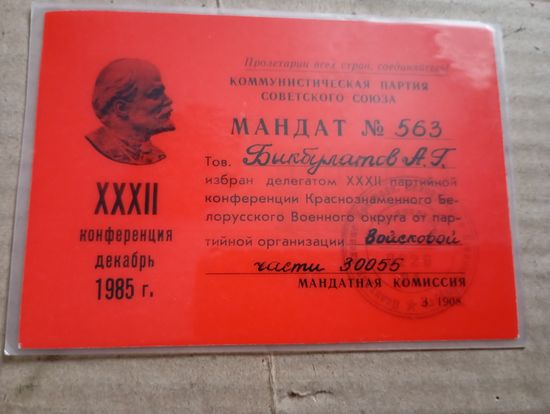 Пролетарии всех стран, соединяйтесь!
КОММУНИСТИЧЕСКАЯ ПАРТИЯ
СОВЕТСКОГО СОЮЗА
МАНДАТ № 563
Тов. Бикбулатов А.Г.
избран делегатом XXXII партийной
конференции Краснознаменного Бе-
лорусского Военного округа от пар-
тийной организации Войсковой
части 30055
МАНДАТНАЯ КОМИССИЯ
З. 1908.
XXXII
конференция
декабрь
1985 г.